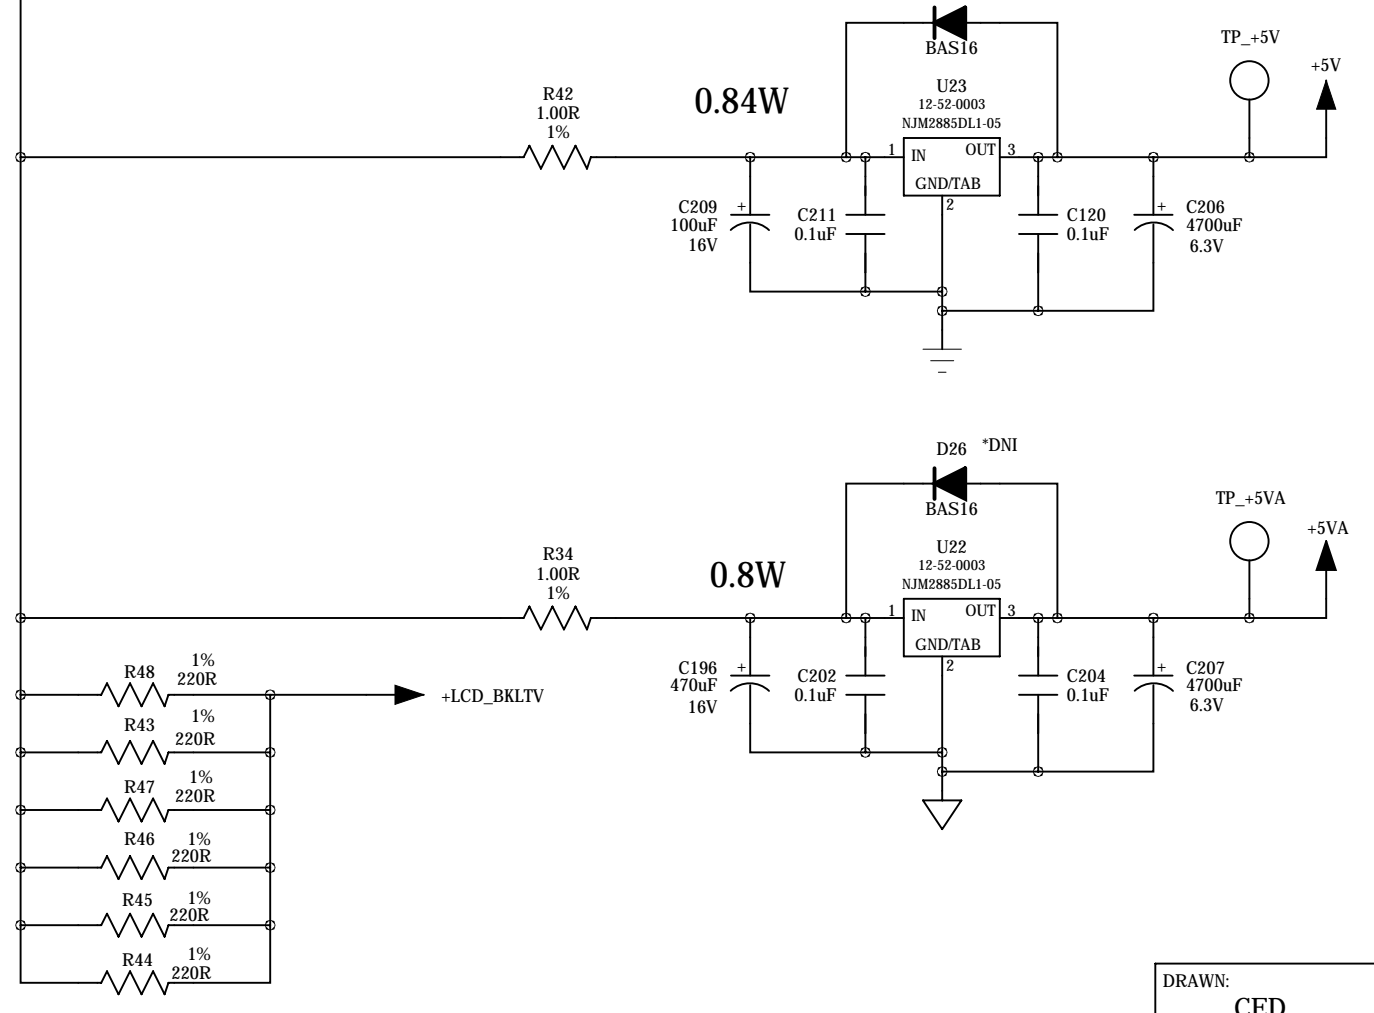 BAS16
TP_+5V
+5V
R42
1.00R
1%
0.84W
U23
12-52-0003
NJM2885DL1-05
1
IN
OUT
3
GND/TAB
2
C209
100uF
16V
+
C211
0.1uF
C120
0.1uF
+
C206
4700uF
6.3V
D26
*DNI
BAS16
TP_+5VA
+5VA
R34
1.00R
1%
0.8W
U22
12-52-0003
NJM2885DL1-05
1
IN
OUT
3
GND/TAB
2
C196
470uF
16V
+
C202
0.1uF
C204
0.1uF
+
C207
4700uF
6.3V
R48
1%
220R
+LCD_BKLTV
R43
1%
220R
R47
1%
220R
R46
1%
220R
R45
1%
220R
R44
1%
220R
DRAWN:
CED